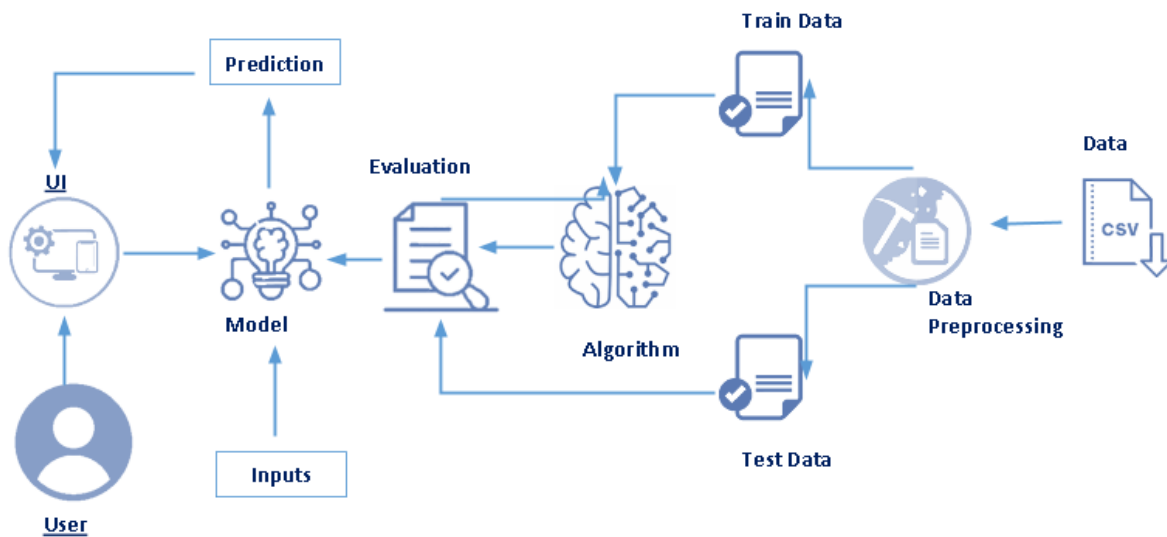 Train Data
Prediction
Data
Evaluation
UI
CSV
Model
Data
Preprocessing
Algorithm
Inputs
Test Data
User